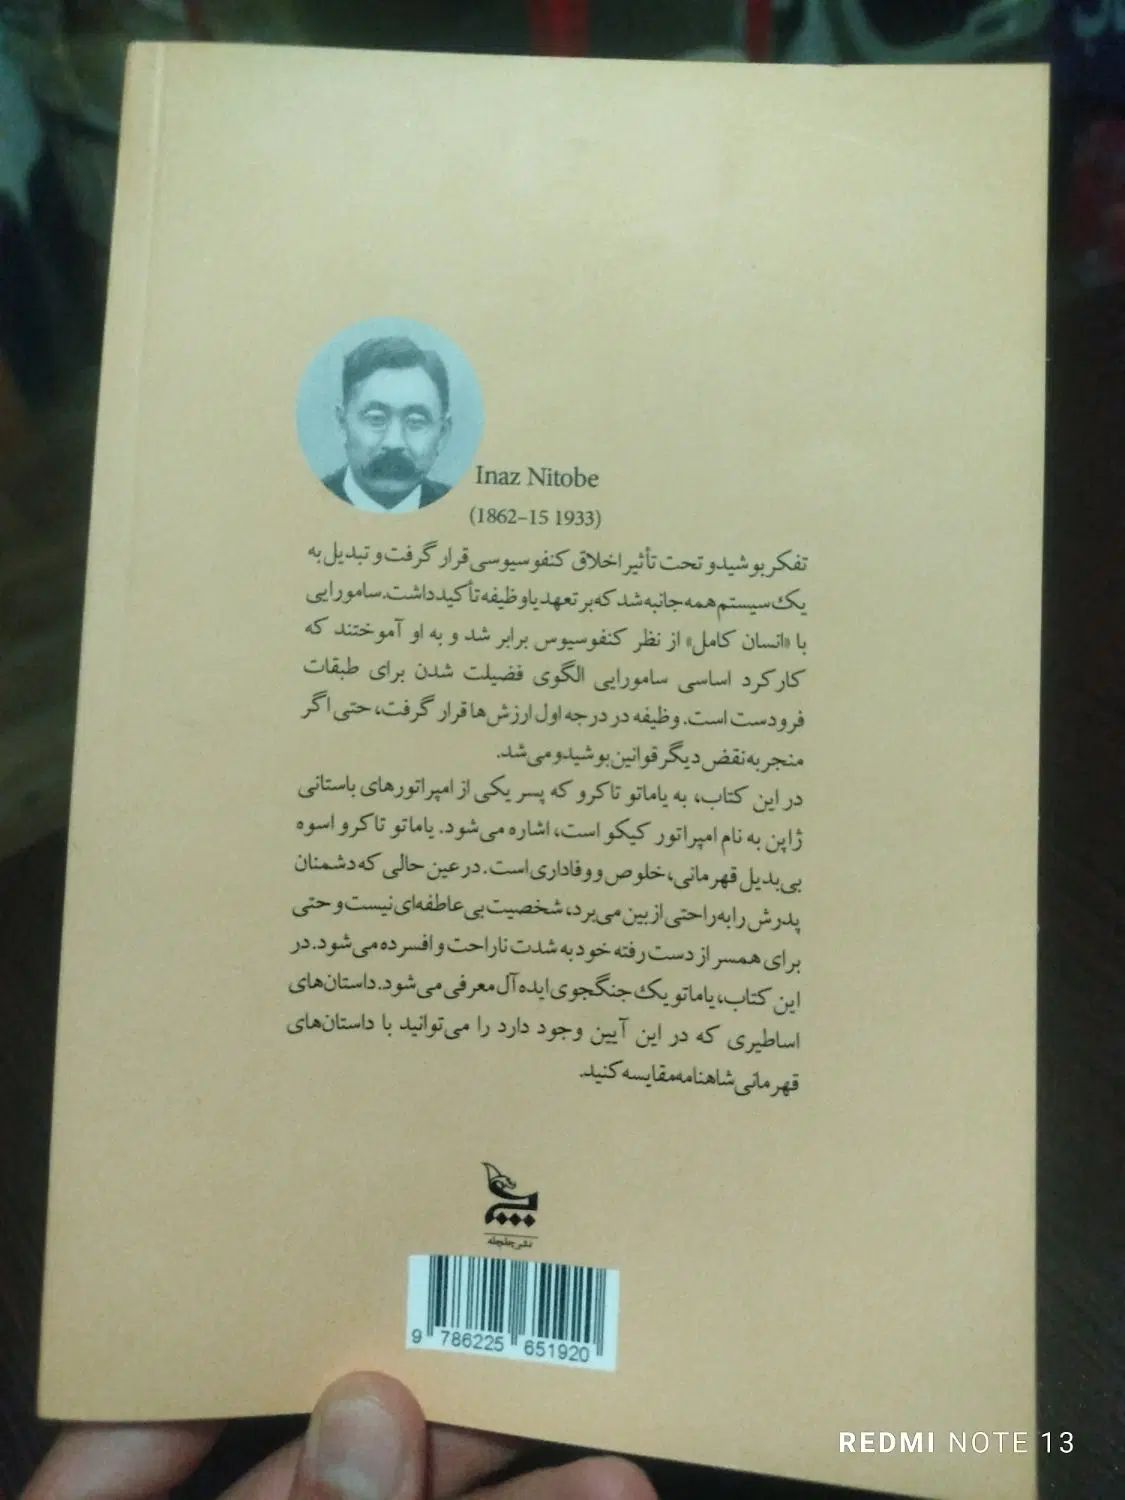 Inaz Nitobe
(1862–15 1933)
تفکر بوشیدو تحت تأثیر اخلاق کنفوسیوسی قرار گرفت و تبدیل به
یک سیستم همه جانبه شد که بر تعهد یا وظیفه تأکید داشت. سامورایی
با «انسان کامل» از نظر کنفوسیوس برابر شد و به او آموختند که
کارکرد اساسی سامورایی الگوی فضیلت شدن برای طبقات
فرودست است. وظیفه در درجه اول ارزش‌ها قرار گرفت، حتی اگر
منجر به نقض دیگر قوانین بوشیدو می‌شد.
در این کتاب، به یاماتو تاکرو که پسر یکی از امپراتورهای باستانی
ژاپن به نام امپراتور کیکو است، اشاره می‌شود. یاماتو تاکرو اسوه
بی‌بدیل قهرمانی، خلوص و وفاداری است. در عین حالی که دشمنان
پدرش را به راحتی از بین می‌برد، شخصیت بی‌عاطفه‌ای نیست و حتی
برای همسر از دست رفته خود به شدت ناراحت و افسرده می‌شود. در
این کتاب، یاماتو یک جنگجوی ایده‌آل معرفی می‌شود. داستان‌های
اساطیری که در این آیین وجود دارد را می‌توانید با داستان‌های
قهرمانی شاهنامه مقایسه کنید.
نشر چلچله
9 786225 651920
REDMI NOTE 13